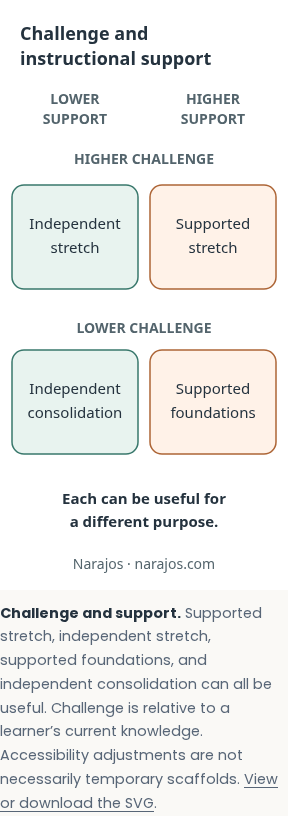 Challenge and
instructional support
LOWER SUPPORT
HIGHER SUPPORT
HIGHER CHALLENGE
Independent stretch
Supported stretch
LOWER CHALLENGE
Independent consolidation
Supported foundations
Each can be useful for
a different purpose.
Narajos · narajos.com
Challenge and support. Supported
stretch, independent stretch,
supported foundations, and
independent consolidation can all be
useful. Challenge is relative to a
learner’s current knowledge.
Accessibility adjustments are not
necessarily temporary scaffolds. View
or download the SVG.